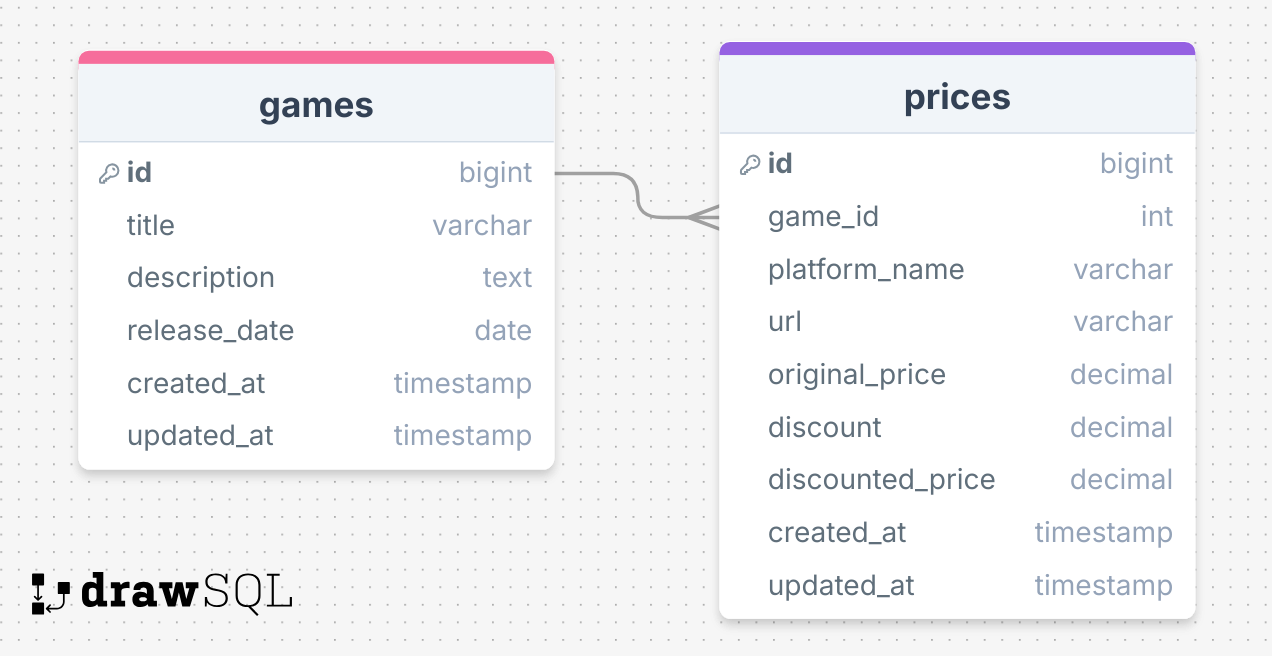 games
id bigint
title varchar
description text
release_date date
created_at timestamp
updated_at timestamp
prices
id bigint
game_id int
platform_name varchar
url varchar
original_price decimal
discount decimal
discounted_price decimal
created_at timestamp
updated_at timestamp
drawSQL